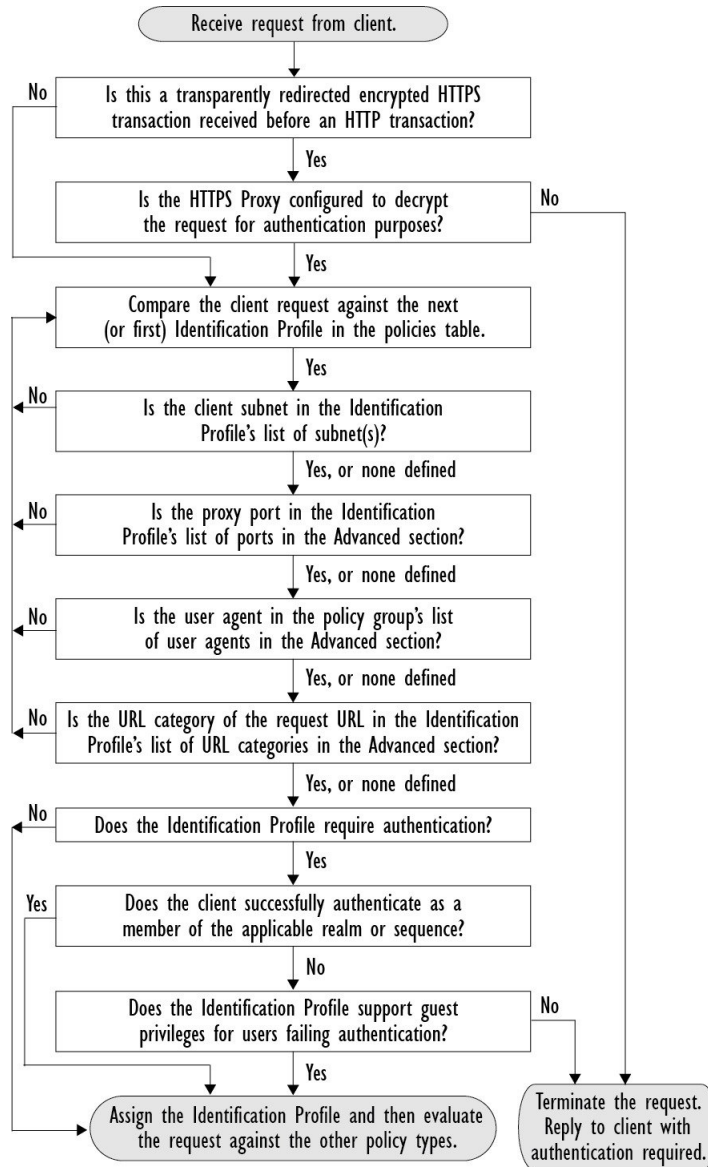 Receive request from client.
No
Is this a transparently redirected encrypted HTTPS
transaction received before an HTTP transaction?
Yes
Is the HTTPS Proxy configured to decrypt
the request for authentication purposes?
No
Yes
Compare the client request against the next
(or first) Identification Profile in the policies table.
Yes
No
Is the client subnet in the Identification
Profile's list of subnet(s)?
Yes, or none defined
No
Is the proxy port in the Identification
Profile's list of ports in the Advanced section?
Yes, or none defined
No
Is the user agent in the policy group's list
of user agents in the Advanced section?
Yes, or none defined
No
Is the URL category of the request URL in the Identification
Profile's list of URL categories in the Advanced section?
Yes, or none defined
No
Does the Identification Profile require authentication?
Yes
Yes
Does the client successfully authenticate as a
member of the applicable realm or sequence?
No
Does the Identification Profile support guest
privileges for users failing authentication?
No
Yes
Assign the Identification Profile and then evaluate
the request against the other policy types.
Terminate the request.
Reply to client with
authentication required.